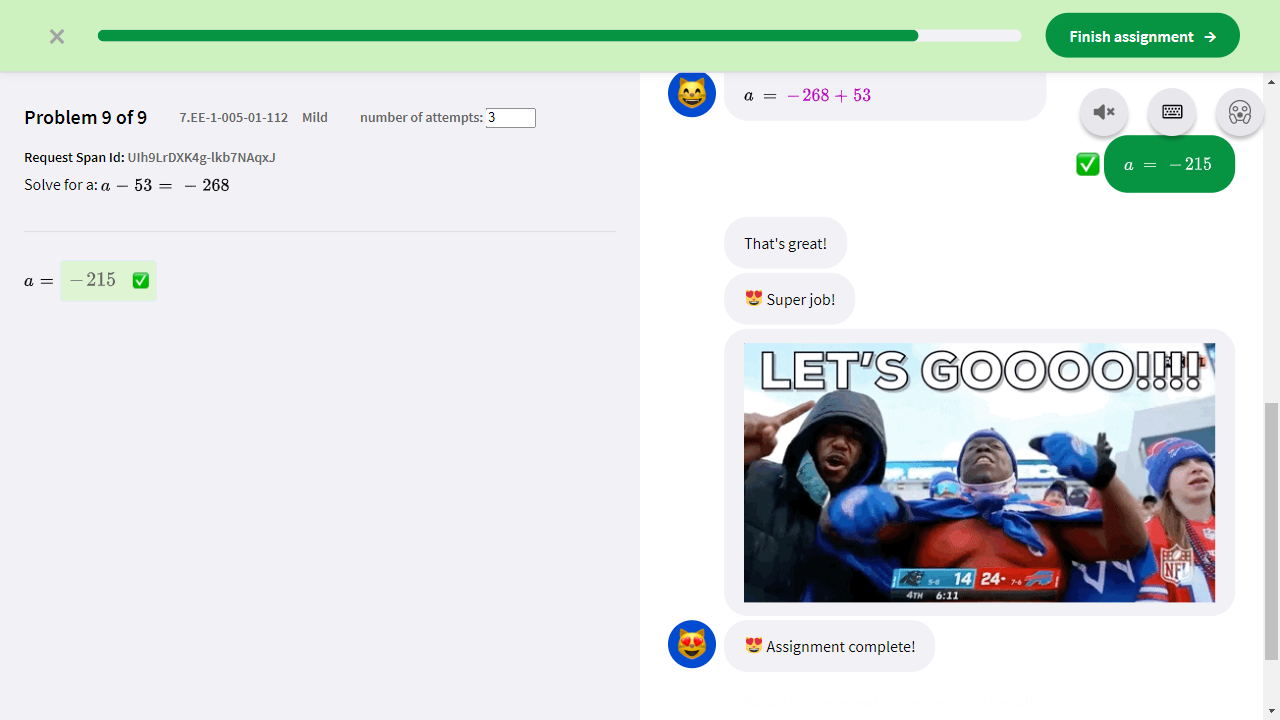 Finish assignment →
Problem 9 of 9 7.EE-1-005-01-112 Mild number of attempts: 3
Request Span Id: UIh9LrDXK4g-lkb7NAqxJ
Solve for a: a − 53 = − 268
a = −215
a = −268 + 53
a = −215
That's great!
😻 Super job!
LET'S GOOOO!!!!
NFL
5-8 14 24 7-6
4TH 6:11
😻 Assignment complete!